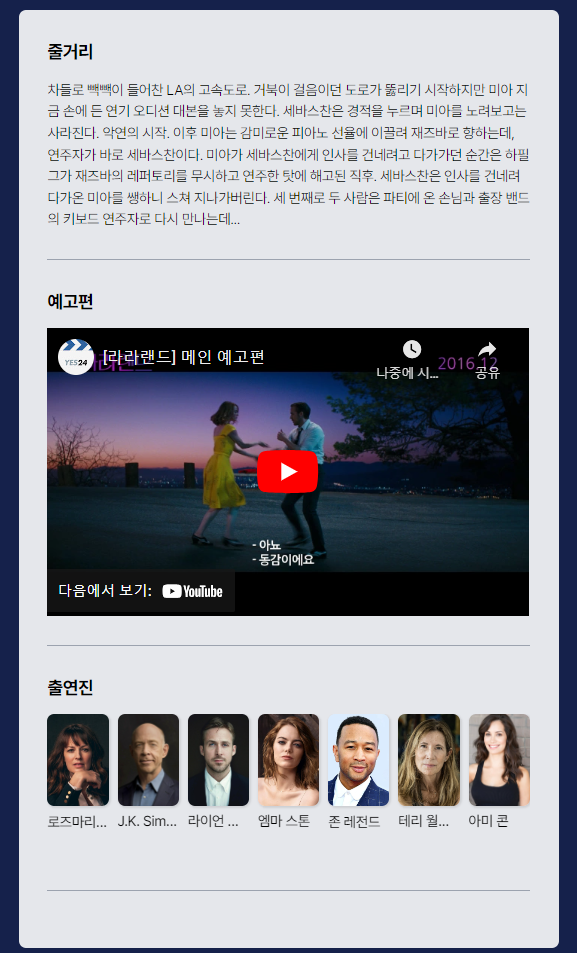 줄거리
차들로 빽빽이 들어찬 LA의 고속도로. 거북이 걸음이던 도로가 뚫리기 시작하지만 미아 지
금 손에 든 연기 오디션 대본을 놓지 못한다. 세바스찬은 경적을 누르며 미아를 노려보고는
사라진다. 악연의 시작. 이후 미아는 감미로운 피아노 선율에 이끌려 재즈바로 향하는데,
연주자가 바로 세바스찬이다. 미아가 세바스찬에게 인사를 건네려고 다가가던 순간은 하필
그가 재즈바의 레퍼토리를 무시하고 연주한 탓에 해고된 직후. 세바스찬은 인사를 건네려
다가온 미아를 쌩하니 스쳐 지나가버린다. 세 번째로 두 사람은 파티에 온 손님과 출장 밴드
의 키보드 연주자로 다시 만나는데...
예고편
YES24
[라라랜드] 메인 예고편
2016.12
나중에 시...
공유
- 아뇨
- 동감이에요
다음에서 보기: YouTube
출연진
로즈마리... J.K. Sim... 라이언 ... 엠마 스톤 존 레전드 테리 월... 아미 콘